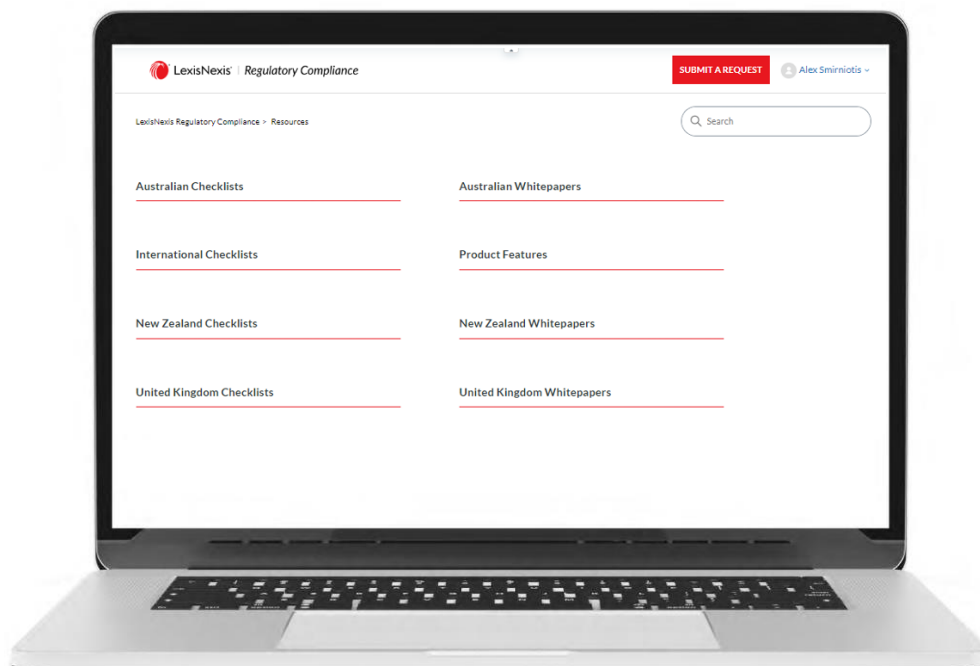 LexisNexis® | Regulatory Compliance
SUBMIT A REQUEST
Alex Smirniotis
LexisNexis Regulatory Compliance > Resources
Search
Australian Checklists
Australian Whitepapers
International Checklists
Product Features
New Zealand Checklists
New Zealand Whitepapers
United Kingdom Checklists
United Kingdom Whitepapers